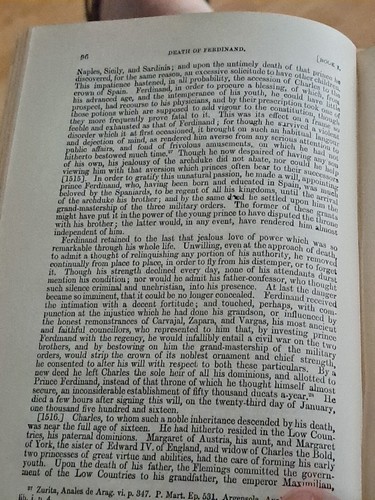 96 DEATH OF FERDINAND. [BOOK I.
Naples, Sicily, and Sardinia; and upon the untimely death of that prince he
discovered, for the same reason, an excessive solicitude to have other children.
This impatience hastened, in all probability, the accession of Charles to the
crown of Spain. Ferdinand, in order to procure a blessing, of which, from
his advanced age, and the intemperance of his youth, he could have little
prospect, had recourse to his physicians, and by their prescription took one of
those potions which are supposed to add vigour to the constitution, though
they more frequently prove fatal to it. This was its effect on a frame so
feeble and exhausted as that of Ferdinand; for though he survived a violent
disorder which it at first occasioned, it brought on such an habitual languor
and dejection of mind, as rendered him averse from any serious attention to
public affairs, and fond of frivolous amusements, on which he had not
hitherto bestowed much time. Though he now despaired of having any son
of his own, his jealousy of the archduke did not abate, nor could he help
viewing him with that aversion which princes often bear to their successors.
[1515]. In order to gratify this unnatural passion, he made a will, appointing
prince Ferdinand, who, having been born and educated in Spain, was much
beloved by the Spaniards, to be regent of all his kingdoms, until the arrival
of the archduke his brother; and by the same deed he settled upon him the
grand-mastership of the three military orders. The former of these grants
might have put it in the power of the young prince to have disputed the throne
with his brother; the latter would, in any event, have rendered him almost
independent of him.
Ferdinand retained to the last that jealous love of power which was so
remarkable through his whole life. Unwilling, even at the approach of death,
to admit a thought of relinquishing any portion of his authority, he removed
continually from place to place, in order to fly from his distemper, or to forget
it. Though his strength declined every day, none of his attendants durst
mention his condition; nor would he admit his father-confessor, who thought
such silence criminal and unchristian, into his presence. At last the danger
became so imminent, that it could be no longer concealed. Ferdinand received
the intimation with a decent fortitude; and touched, perhaps, with com-
punction at the injustice which he had done his grandson, or influenced by
the honest remonstrances of Carvajal, Zapara, and Vargas, his most ancient
and faithful councillors, who represented to him that, by investing prince
Ferdinand with the regency, he would infallibly entail a civil war on the two
brothers, and by bestowing on him the grand-mastership of the military
orders, would strip the crown of its noblest ornament and chief strength,
he consented to alter his will with respect to both these particulars. By a
new deed he left Charles the sole heir of all his dominions, and allotted to
Prince Ferdinand, instead of that throne of which he thought himself almost
secure, an inconsiderable establishment of fifty thousand ducats a-year. He
died a few hours after signing this will, on the twenty-third day of January,
one thousand five hundred and sixteen.
[1516.] Charles, to whom such a noble inheritance descended by his death,
was near the full age of sixteen. He had hitherto resided in the Low Coun-
tries, his paternal dominions. Margaret of Austria, his aunt, and Margaret
of York, the sister of Edward IV. of England, and widow of Charles the Bold,
two princesses of great virtue and abilities, had the care of forming his early
youth. Upon the death of his father, the Flemings committed the govern-
ment of the Low Countries to his grandfather, the emperor Maximilian,
Zurita, Anales de Arag. vi. p. 347. P. Mart. Ep. 531.